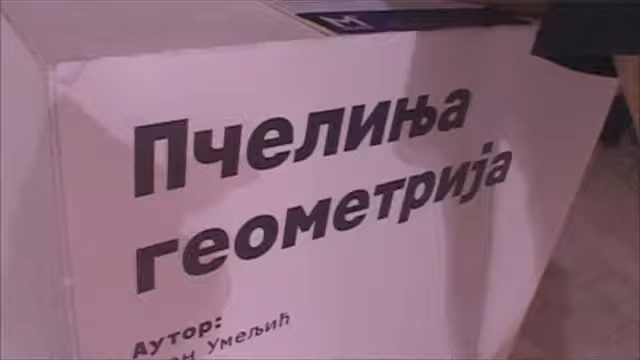 Пчелиња
геометрија
Аутор:
Умељић